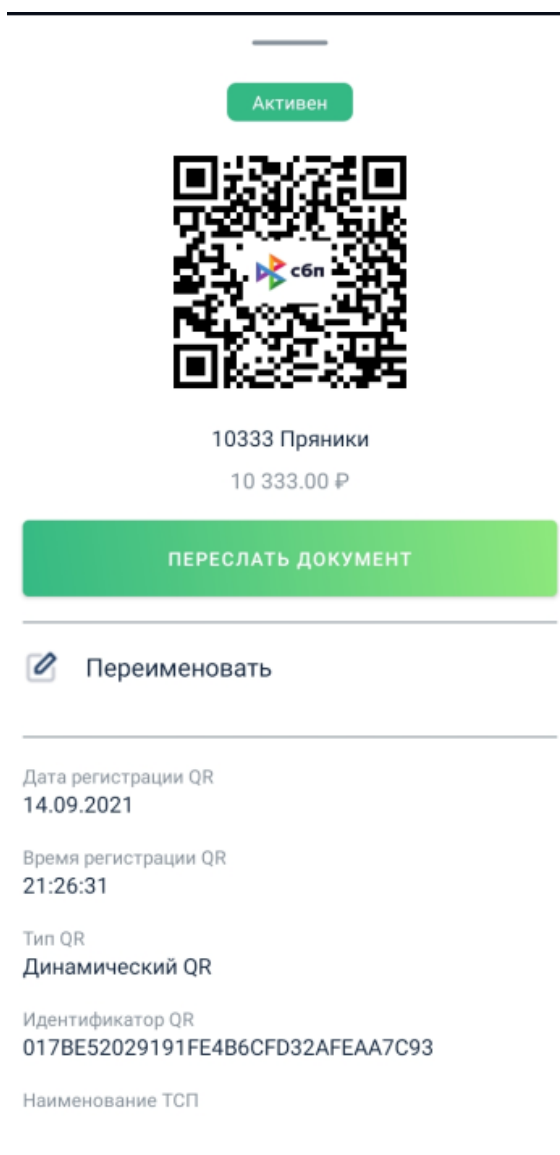 Активен
сбп
10333 Пряники
10 333.00 ₽
ПЕРЕСЛАТЬ ДОКУМЕНТ
Переименовать
Дата регистрации QR
14.09.2021
Время регистрации QR
21:26:31
Тип QR
Динамический QR
Идентификатор QR
017BE52029191FE4B6CFD32AFEAA7C93
Наименование ТСП